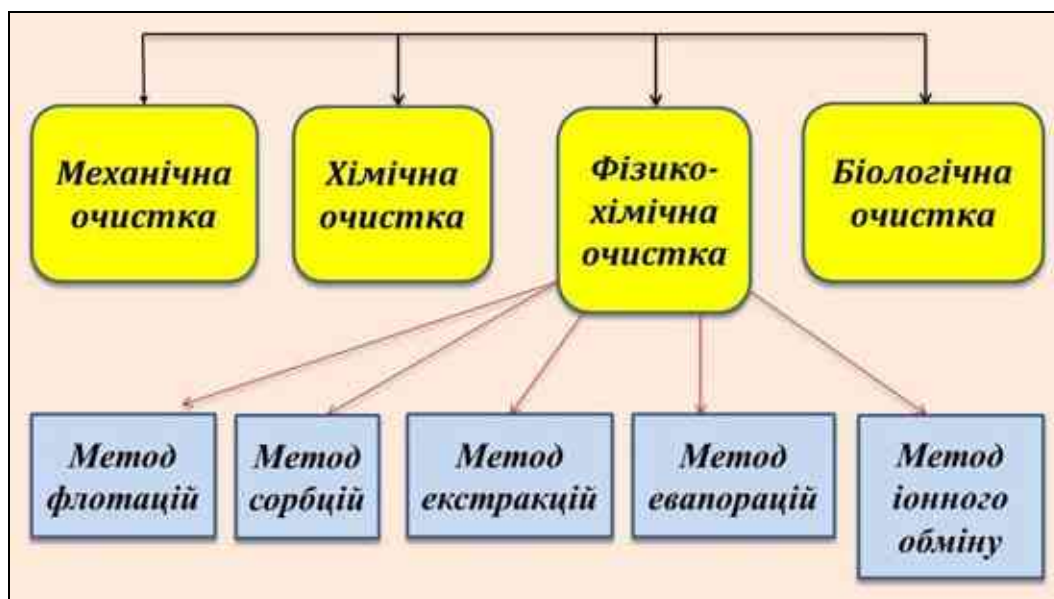 Механічна
очистка
Хімічна
очистка
Фізико-
хімічна
очистка
Біологічна
очистка
Метод
флотацій
Метод
сорбцій
Метод
екстракцій
Метод
евапорацій
Метод
іонного
обміну